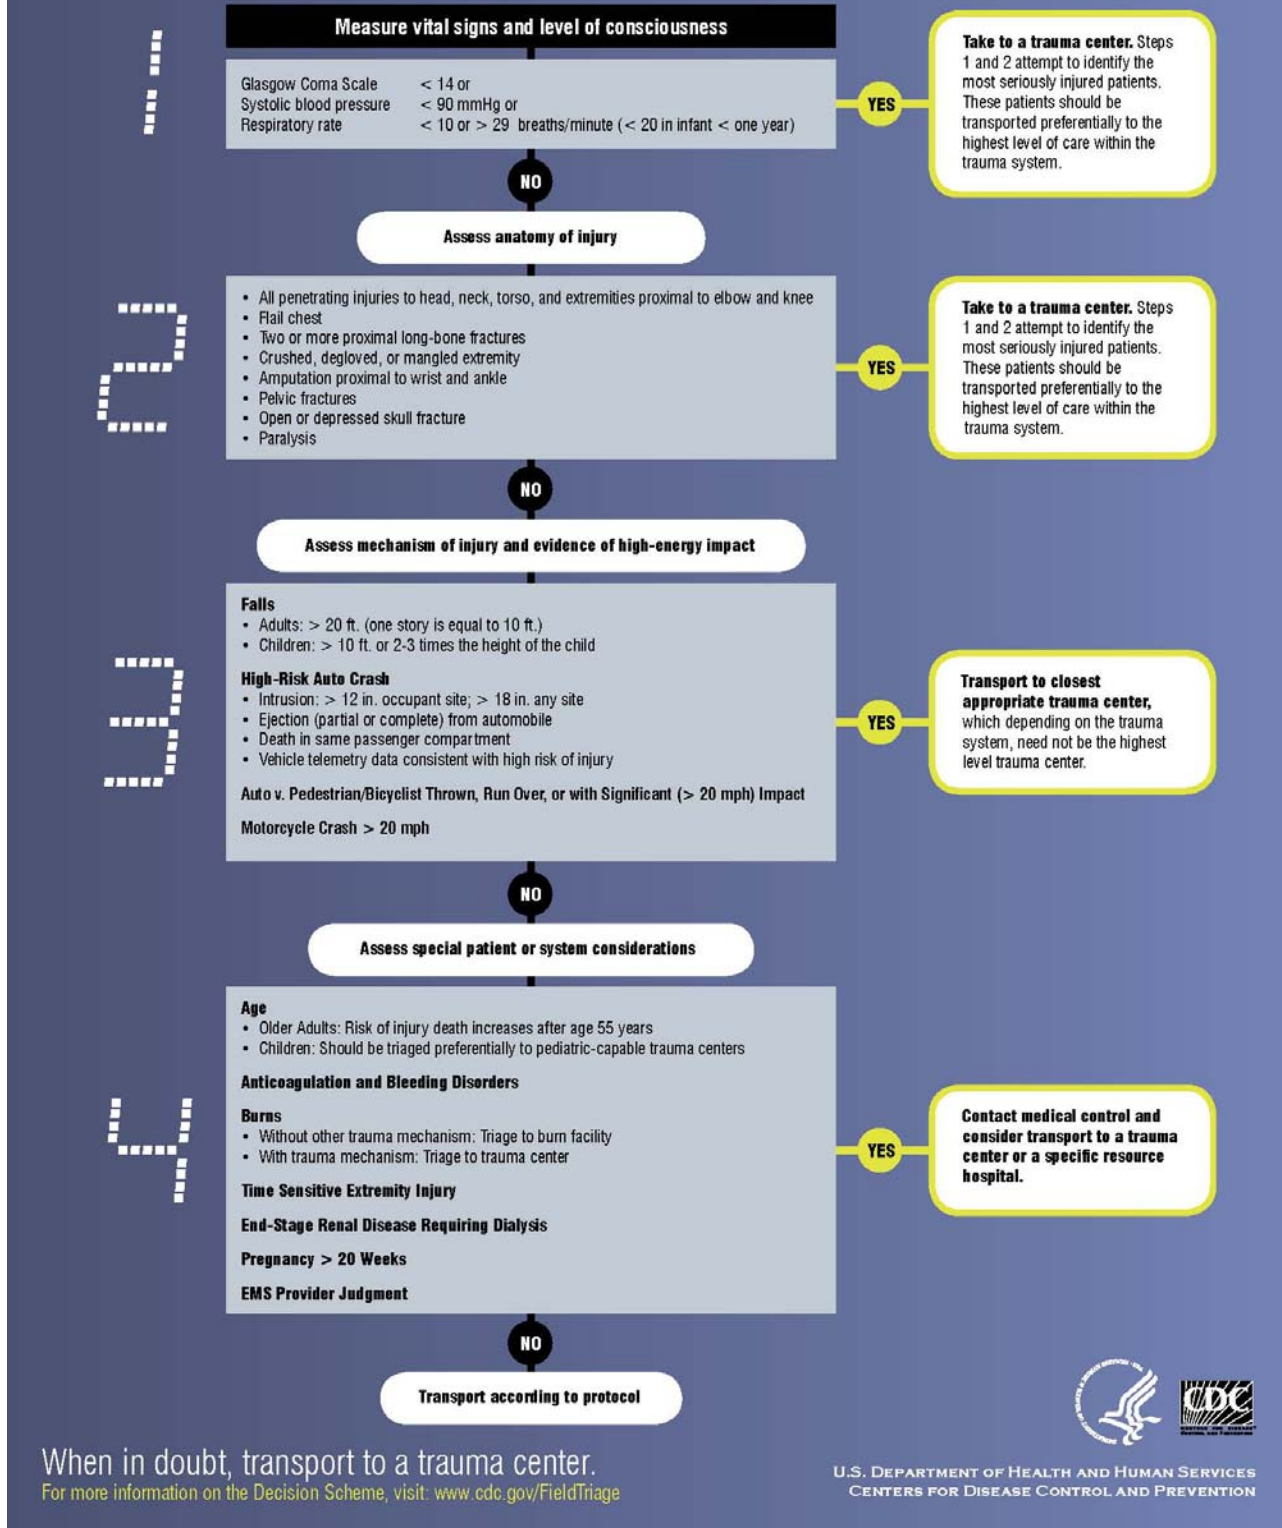 1
Measure vital signs and level of consciousness
Glasgow Coma Scale < 14 or
Systolic blood pressure < 90 mmHg or
Respiratory rate < 10 or > 29 breaths/minute (< 20 in infant < one year)
YES
Take to a trauma center. Steps
1 and 2 attempt to identify the
most seriously injured patients.
These patients should be
transported preferentially to the
highest level of care within the
trauma system.
NO
Assess anatomy of injury
2
• All penetrating injuries to head, neck, torso, and extremities proximal to elbow and knee
• Flail chest
• Two or more proximal long-bone fractures
• Crushed, degloved, or mangled extremity
• Amputation proximal to wrist and ankle
• Pelvic fractures
• Open or depressed skull fracture
• Paralysis
YES
Take to a trauma center. Steps
1 and 2 attempt to identify the
most seriously injured patients.
These patients should be
transported preferentially to the
highest level of care within the
trauma system.
NO
Assess mechanism of injury and evidence of high-energy impact
3
Falls
• Adults: > 20 ft. (one story is equal to 10 ft.)
• Children: > 10 ft. or 2-3 times the height of the child
High-Risk Auto Crash
• Intrusion: > 12 in. occupant site; > 18 in. any site
• Ejection (partial or complete) from automobile
• Death in same passenger compartment
• Vehicle telemetry data consistent with high risk of injury
Auto v. Pedestrian/Bicyclist Thrown, Run Over, or with Significant (> 20 mph) Impact
Motorcycle Crash > 20 mph
YES
Transport to closest
appropriate trauma center,
which depending on the trauma
system, need not be the highest
level trauma center.
NO
Assess special patient or system considerations
4
Age
• Older Adults: Risk of injury death increases after age 55 years
• Children: Should be triaged preferentially to pediatric-capable trauma centers
Anticoagulation and Bleeding Disorders
Burns
• Without other trauma mechanism: Triage to burn facility
• With trauma mechanism: Triage to trauma center
Time Sensitive Extremity Injury
End-Stage Renal Disease Requiring Dialysis
Pregnancy > 20 Weeks
EMS Provider Judgment
YES
Contact medical control and
consider transport to a trauma
center or a specific resource
hospital.
NO
Transport according to protocol
When in doubt, transport to a trauma center.
For more information on the Decision Scheme, visit: www.cdc.gov/FieldTriage
CDC
U.S. DEPARTMENT OF HEALTH AND HUMAN SERVICES
CENTERS FOR DISEASE CONTROL AND PREVENTION